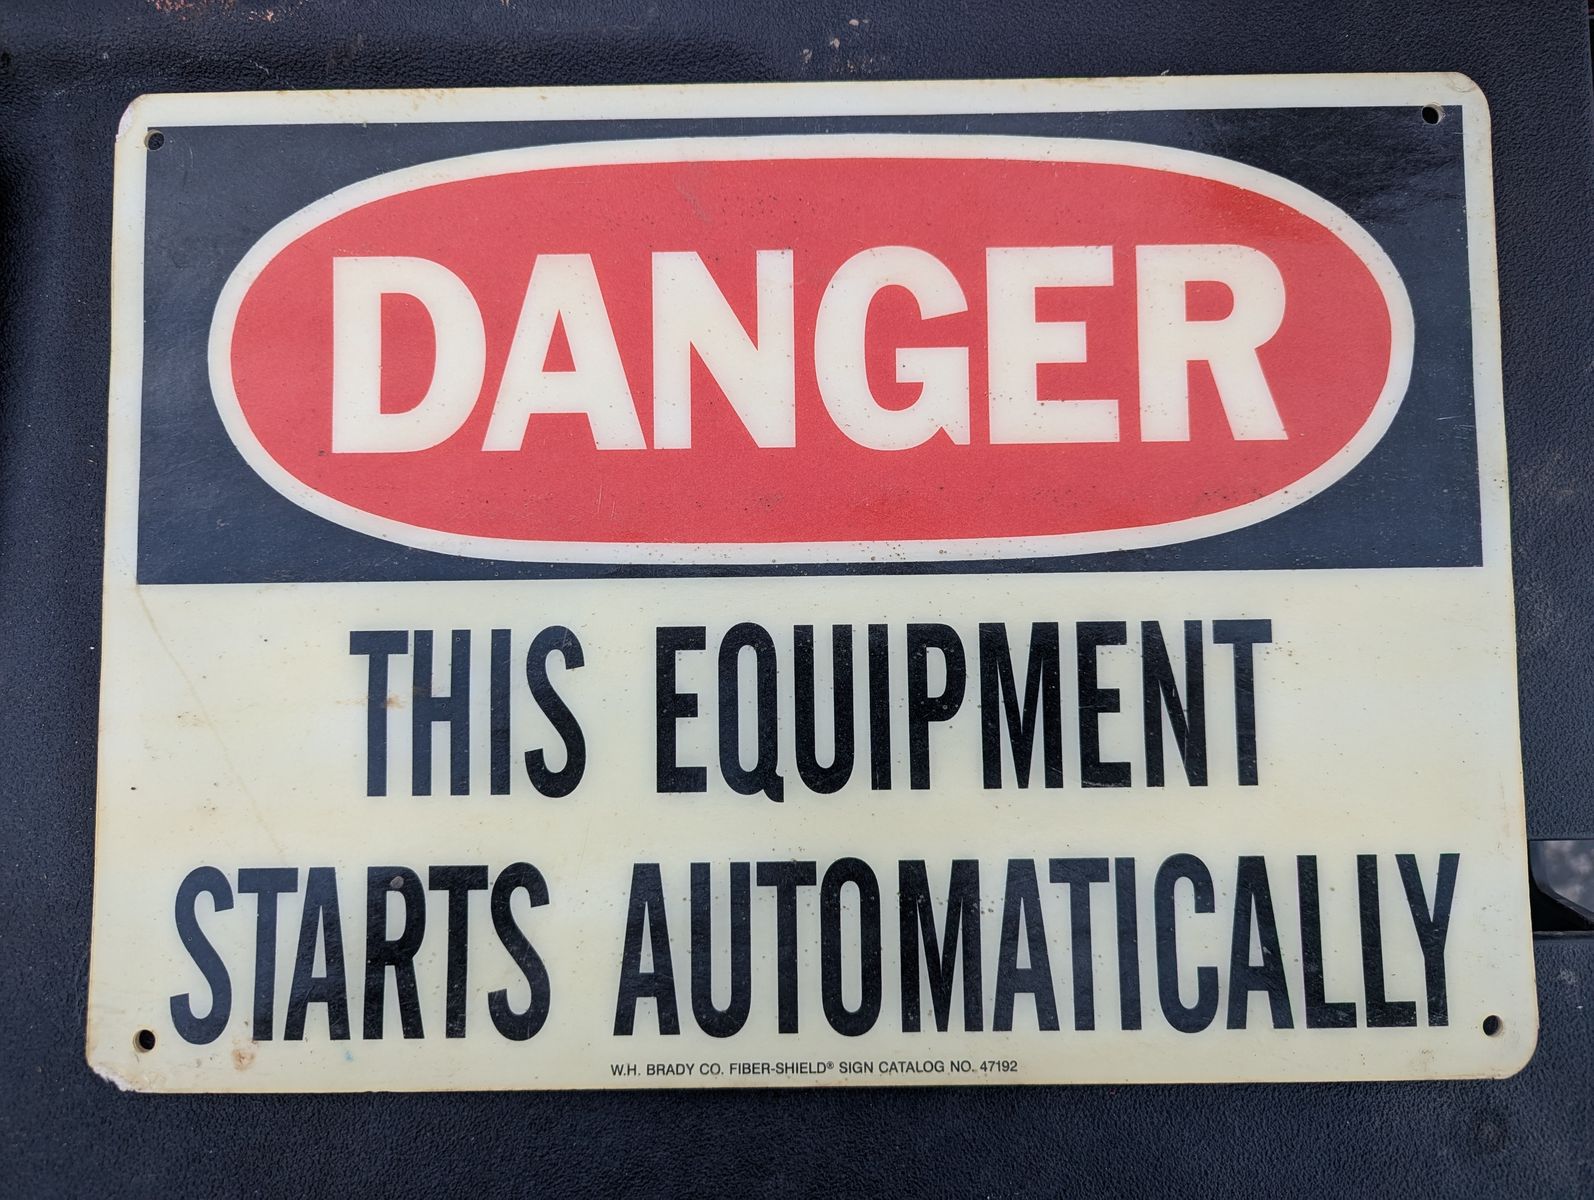 DANGER
THIS EQUIPMENT
STARTS AUTOMATICALLY
W.H. BRADY CO. FIBER-SHIELD® SIGN CATALOG NO. 47192